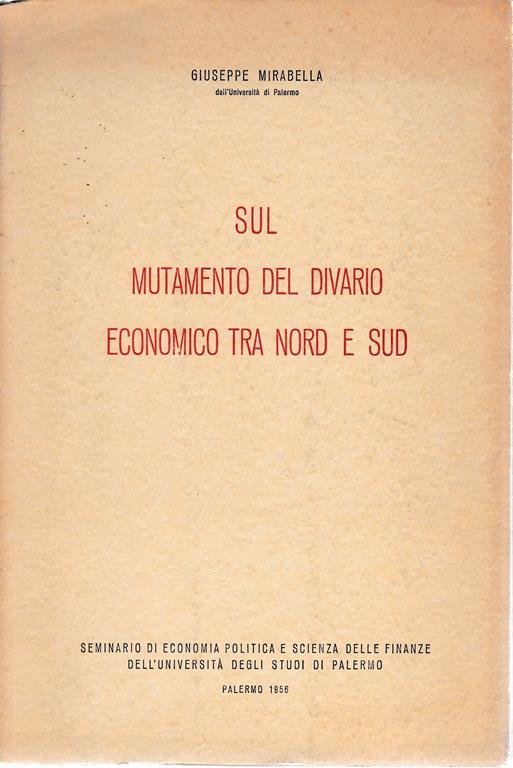 GIUSEPPE MIRABELLA
dell'Università di Palermo
SUL
MUTAMENTO DEL DIVARIO
ECONOMICO TRA NORD E SUD
SEMINARIO DI ECONOMIA POLITICA E SCIENZA DELLE FINANZE
DELL'UNIVERSITÀ DEGLI STUDI DI PALERMO
PALERMO 1956